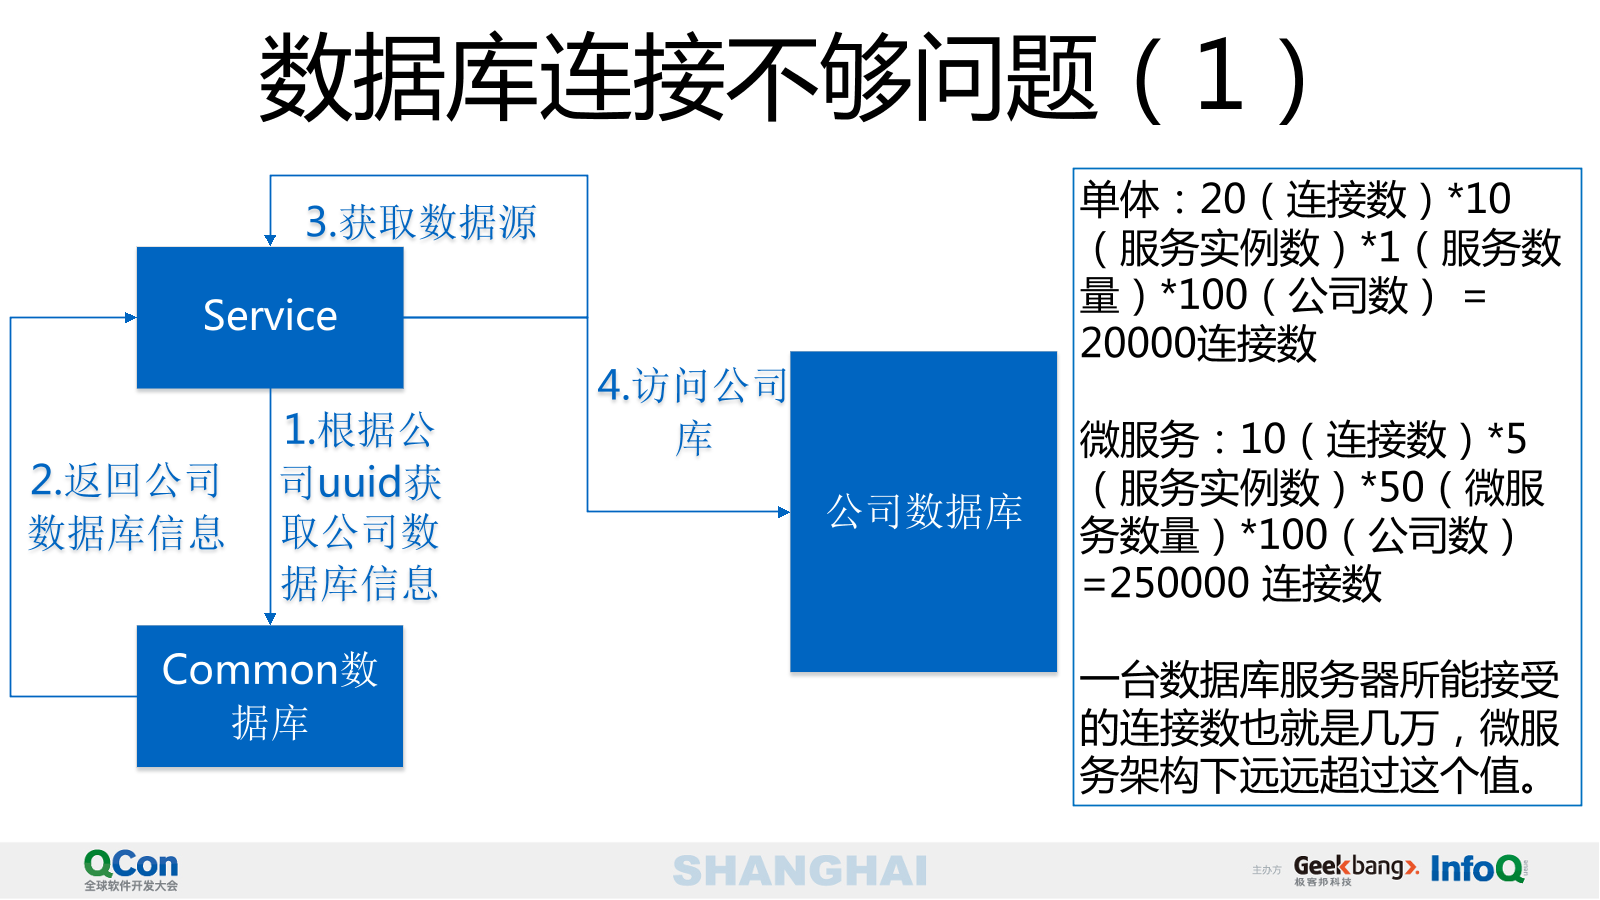 数据库连接不够问题（1）
3.获取数据源
Service
1.根据公
司uuid获
取公司数
据库信息
2.返回公司
数据库信息
Common数
据库
4.访问公司
库
公司数据库
单体：20（连接数）*10
（服务实例数）*1（服务数
量）*100（公司数） =
20000连接数
微服务：10（连接数）*5
（服务实例数）*50（微服
务数量）*100（公司数）
=250000 连接数
一台数据库服务器所能接受
的连接数也就是几万，微服
务架构下远远超过这个值。
QCon
全球软件开发大会
SHANGHAI
主办方
Geekbang>.
极客邦科技
InfoQ